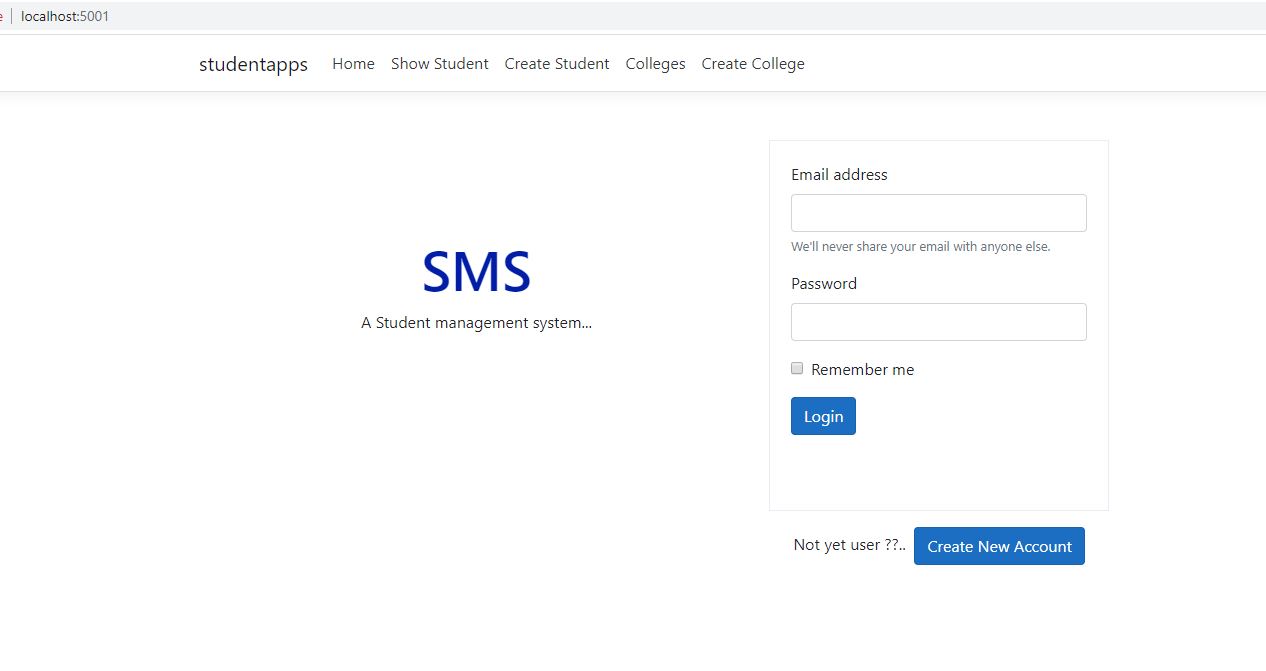 localhost:5001
studentapps Home Show Student Create Student Colleges Create College
SMS
A Student management system...
Email address
We'll never share your email with anyone else.
Password
Remember me
Login
Not yet user ??.. Create New Account